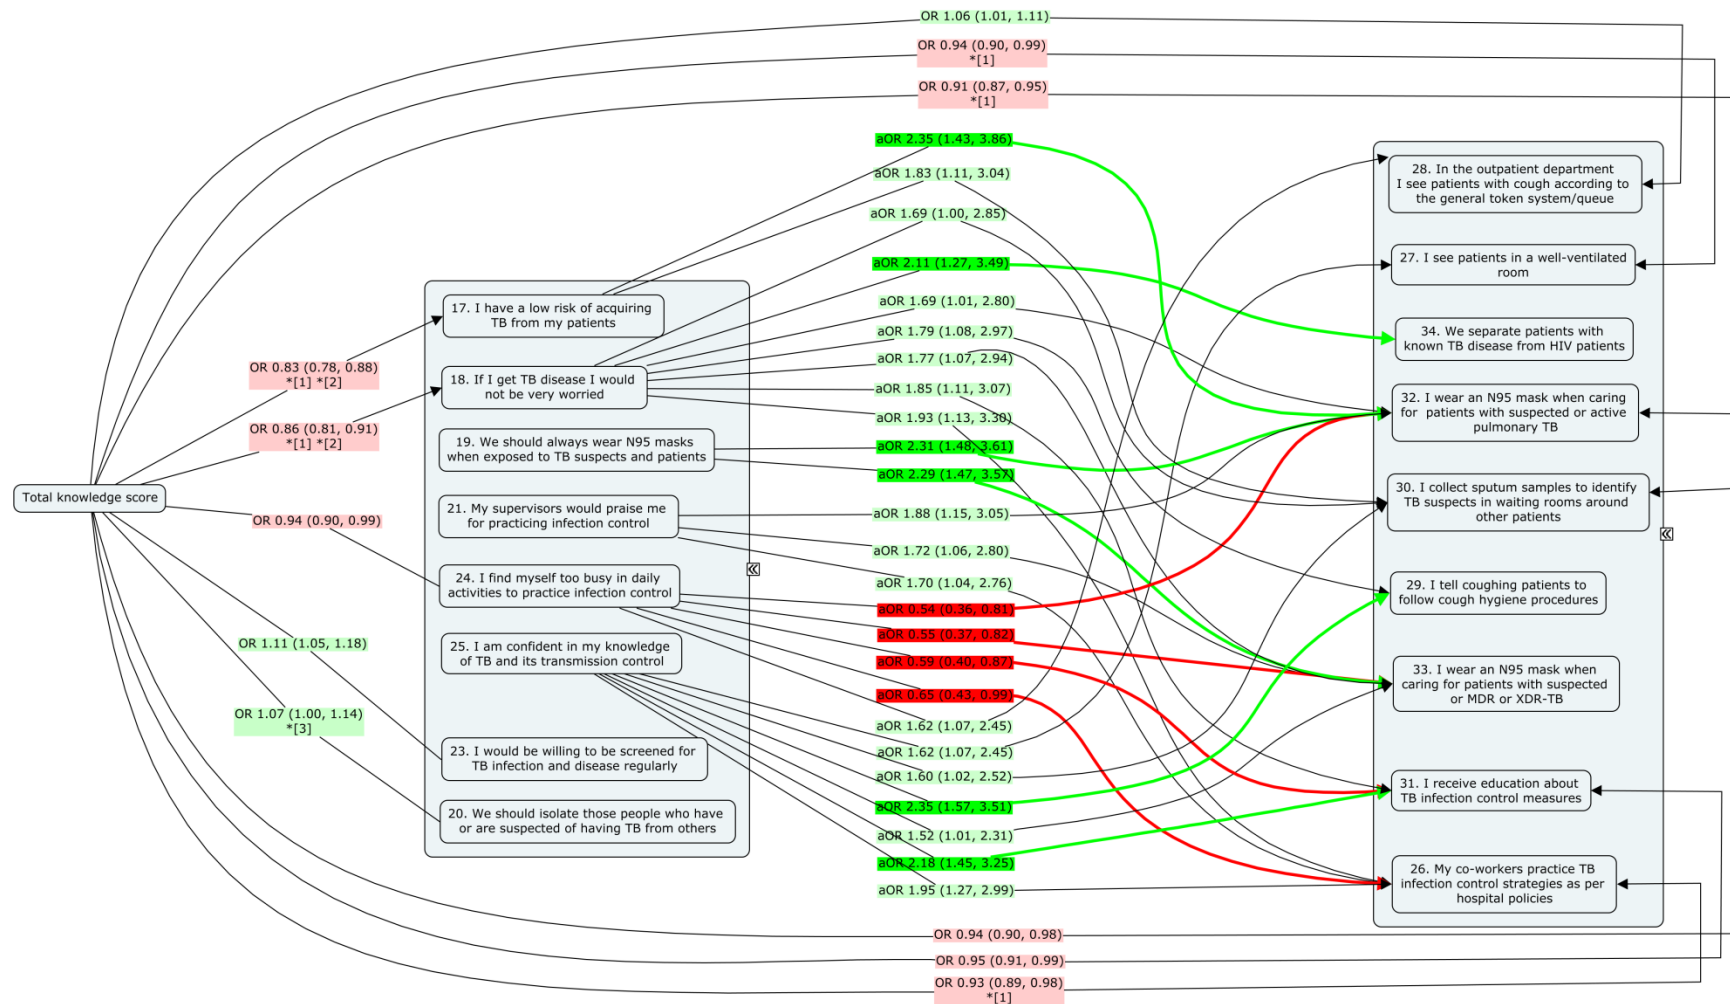 OR 1.06 (1.01, 1.11)
OR 0.94 (0.90, 0.99)
*[1]
OR 0.91 (0.87, 0.95)
*[1]
Total knowledge score
OR 0.83 (0.78, 0.88)
*[1] *[2]
OR 0.86 (0.81, 0.91)
*[1] *[2]
OR 0.94 (0.90, 0.99)
OR 1.11 (1.05, 1.18)
OR 1.07 (1.00, 1.14)
*[3]
17. I have a low risk of acquiring
TB from my patients
18. If I get TB disease I would
not be very worried
19. We should always wear N95 masks
when exposed to TB suspects and patients
21. My supervisors would praise me
for practicing infection control
24. I find myself too busy in daily
activities to practice infection control
25. I am confident in my knowledge
of TB and its transmission control
23. I would be willing to be screened for
TB infection and disease regularly
20. We should isolate those people who have
or are suspected of having TB from others
aOR 2.35 (1.43, 3.86)
aOR 1.83 (1.11, 3.04)
aOR 1.69 (1.00, 2.85)
aOR 2.11 (1.27, 3.49)
aOR 1.69 (1.01, 2.80)
aOR 1.79 (1.08, 2.97)
aOR 1.77 (1.07, 2.94)
aOR 1.85 (1.11, 3.07)
aOR 1.93 (1.13, 3.30)
aOR 2.31 (1.48, 3.61)
aOR 2.29 (1.47, 3.57)
aOR 1.88 (1.15, 3.05)
aOR 1.72 (1.06, 2.80)
aOR 1.70 (1.04, 2.76)
aOR 0.54 (0.36, 0.81)
aOR 0.55 (0.37, 0.82)
aOR 0.59 (0.40, 0.87)
aOR 0.65 (0.43, 0.99)
aOR 1.62 (1.07, 2.45)
aOR 1.62 (1.07, 2.45)
aOR 1.60 (1.02, 2.52)
aOR 2.35 (1.57, 3.51)
aOR 1.52 (1.01, 2.31)
aOR 2.18 (1.45, 3.25)
aOR 1.95 (1.27, 2.99)
28. In the outpatient department
I see patients with cough according to
the general token system/queue
27. I see patients in a well-ventilated
room
34. We separate patients with
known TB disease from HIV patients
32. I wear an N95 mask when caring
for patients with suspected or active
pulmonary TB
30. I collect sputum samples to identify
TB suspects in waiting rooms around
other patients
29. I tell coughing patients to
follow cough hygiene procedures
33. I wear an N95 mask when
caring for patients with suspected
or MDR or XDR-TB
31. I receive education about
TB infection control measures
26. My co-workers practice TB
infection control strategies as per
hospital policies
OR 0.94 (0.90, 0.98)
OR 0.95 (0.91, 0.99)
OR 0.93 (0.89, 0.98)
*[1]